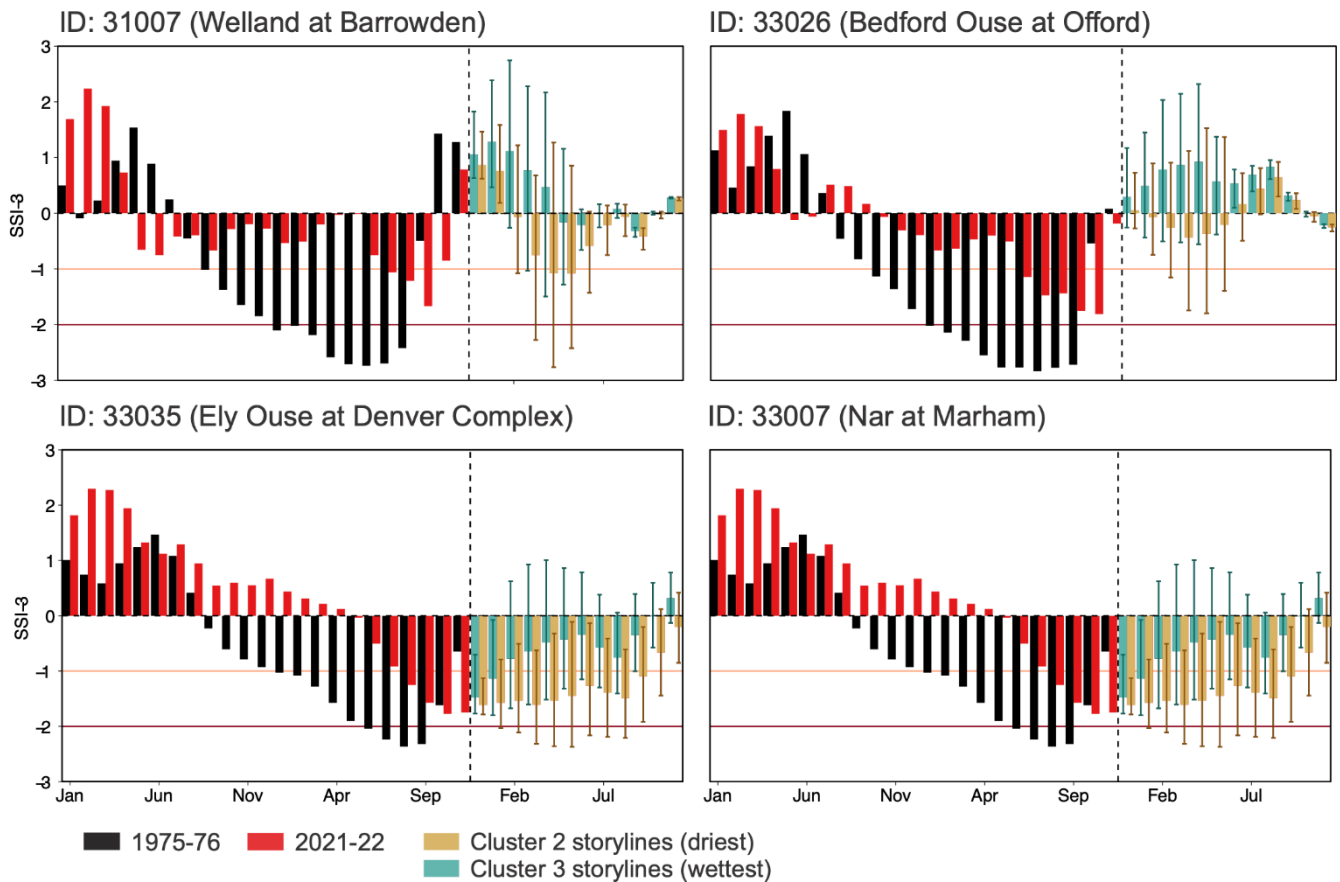 ID: 31007 (Welland at Barrowden)
ID: 33026 (Bedford Ouse at Offord)
3
2
1
0
−1
−2
−3
SSI-3
ID: 33035 (Ely Ouse at Denver Complex)
ID: 33007 (Nar at Marham)
3
2
1
0
−1
−2
−3
SSI-3
Jan Jun Nov Apr Sep Feb Jul
Jan Jun Nov Apr Sep Feb Jul
1975-76 2021-22 Cluster 2 storylines (driest)
Cluster 3 storylines (wettest)